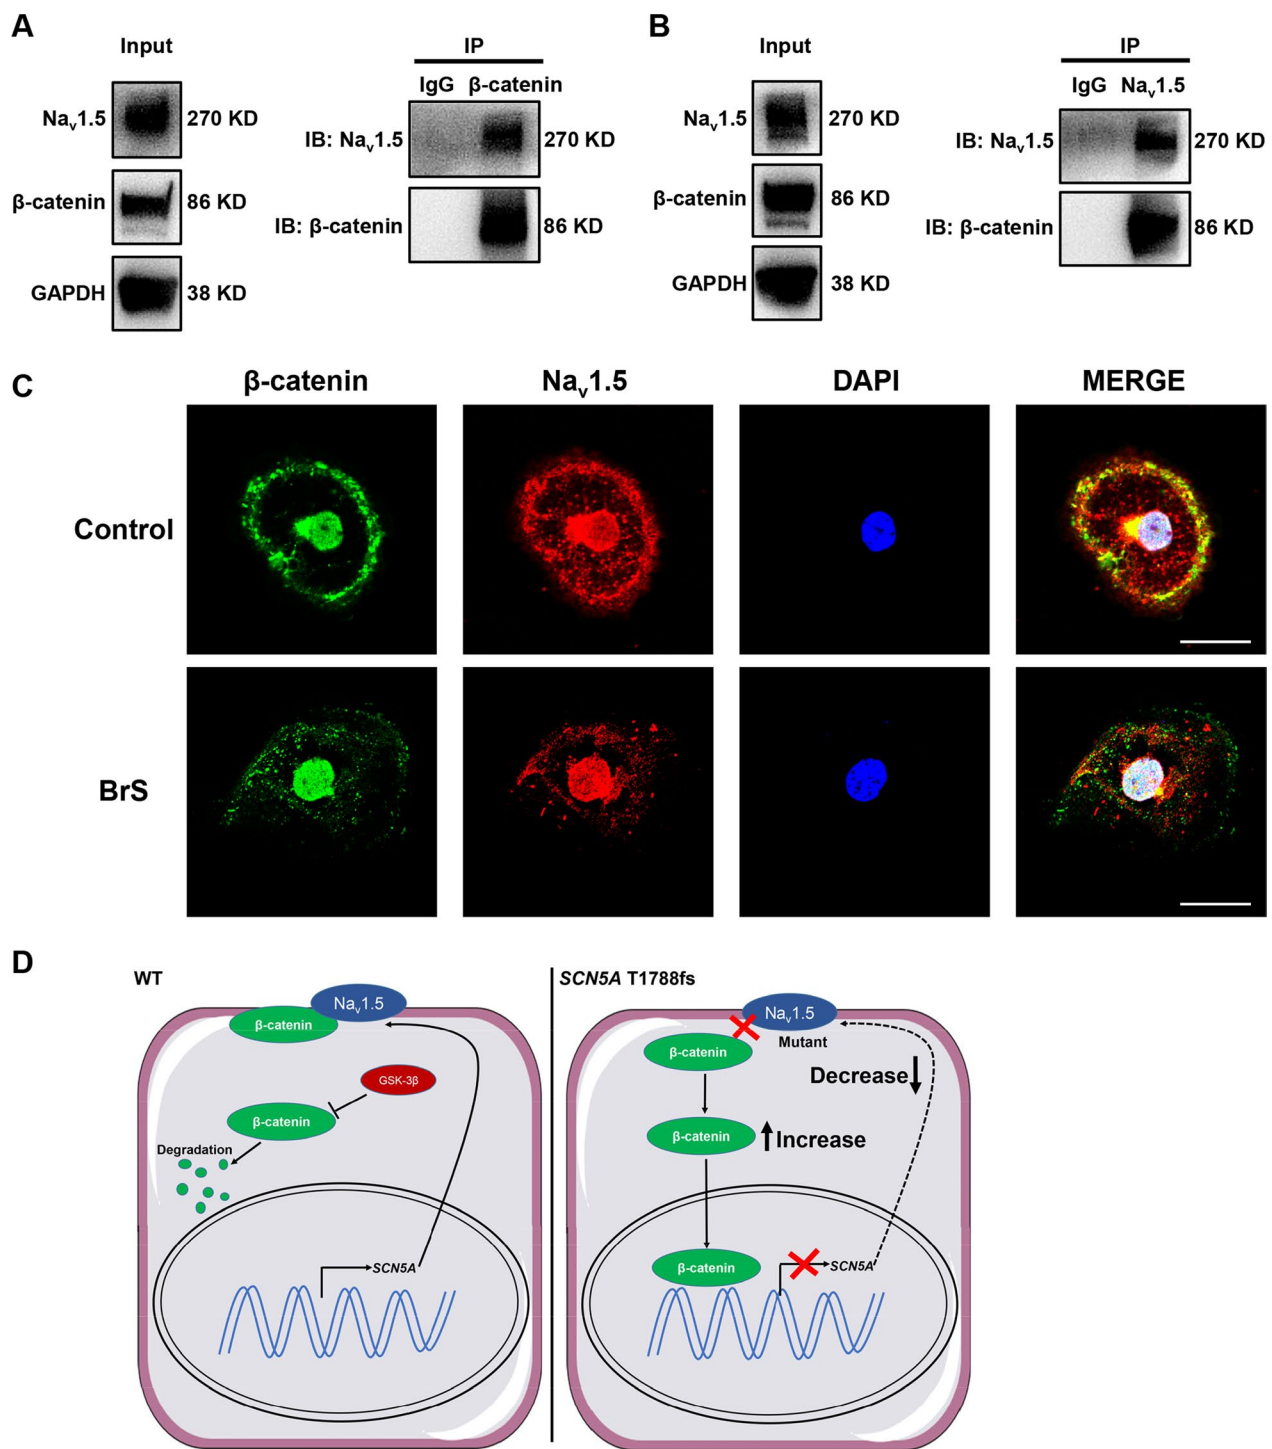 A
Input
IP
IgG β-catenin
Nav1.5
270 KD
IB: Nav1.5
270 KD
β-catenin
86 KD
IB: β-catenin
86 KD
GAPDH
38 KD
B
Input
IP
IgG Nav1.5
Nav1.5
270 KD
IB: Nav1.5
270 KD
β-catenin
86 KD
IB: β-catenin
86 KD
GAPDH
38 KD
C
β-catenin
Nav1.5
DAPI
MERGE
Control
BrS
D
WT
Nav1.5
β-catenin
GSK-3β
β-catenin
Degradation
SCN5A
SCN5A T1788fs
Nav1.5
Mutant
β-catenin
Decrease
β-catenin
Increase
β-catenin
SCN5A